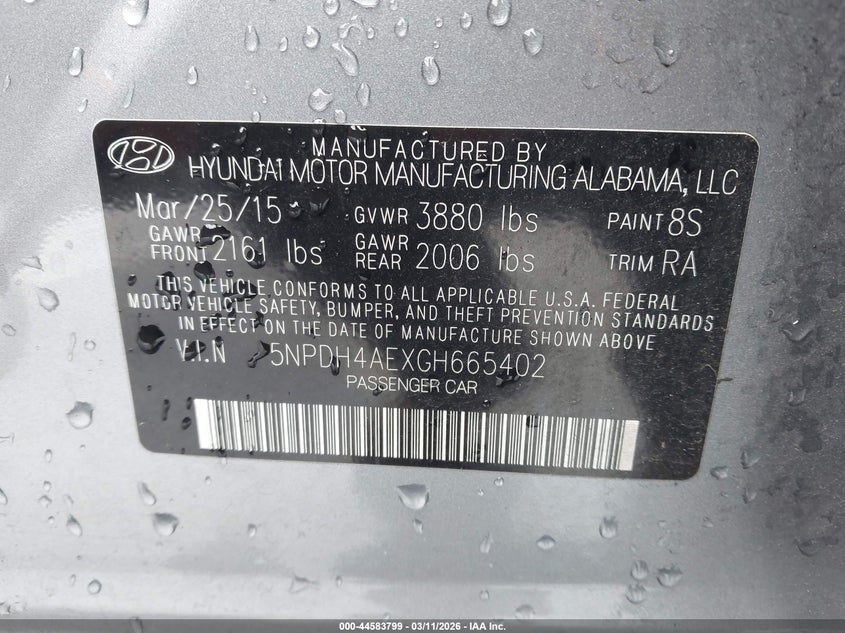 MANUFACTURED BY
HYUNDAI MOTOR MANUFACTURING ALABAMA, LLC
Mar/25/15 GVWR 3880 lbs PAINT 8S
GAWR FRONT 2161 lbs GAWR REAR 2006 lbs TRIM RA
THIS VEHICLE CONFORMS TO ALL APPLICABLE U.S.A. FEDERAL
MOTOR VEHICLE SAFETY, BUMPER, AND THEFT PREVENTION STANDARDS
IN EFFECT ON THE DATE OF MANUFACTURE SHOWN ABOVE
V.I.N 5NPDH4AEXGH665402
PASSENGER CAR
000-44583799 - 03/11/2026 - IAA Inc.